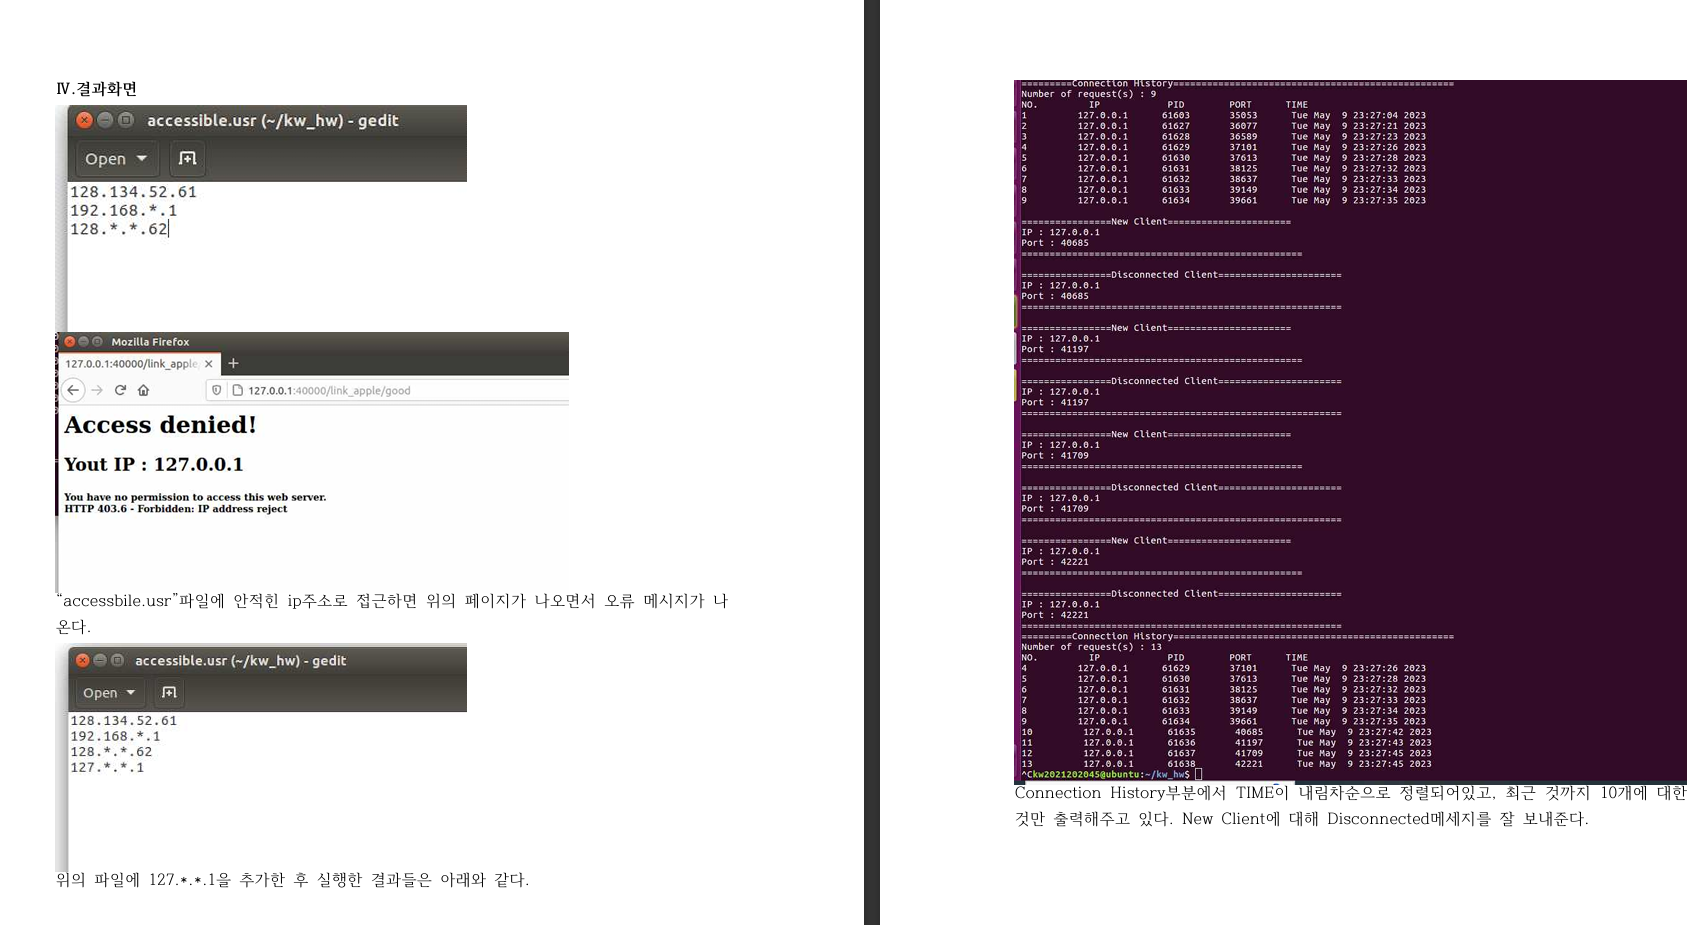 Ⅳ.결과화면
accessible.usr (~/kw_hw) - gedit
Open
128.134.52.61
192.168.*.1
128.*.*.62
Mozilla Firefox
127.0.0.1:40000/link_apple
127.0.0.1:40000/link_apple/good
Access denied!
Yout IP : 127.0.0.1
You have no permission to access this web server.
HTTP 403.6 - Forbidden: IP address reject
“accessbile.usr”파일에 안적힌 ip주소로 접근하면 위의 페이지가 나오면서 오류 메시지가 나
온다.
accessible.usr (~/kw_hw) - gedit
Open
128.134.52.61
192.168.*.1
128.*.*.62
127.*.*.1
위의 파일에 127.*.*.1을 추가한 후 실행한 결과들은 아래와 같다.
=========Connection History==================================================
Number of request(s) : 9
NO. IP PID PORT TIME
1 127.0.0.1 61603 35053 Tue May 9 23:27:04 2023
2 127.0.0.1 61627 36077 Tue May 9 23:27:21 2023
3 127.0.0.1 61628 36589 Tue May 9 23:27:23 2023
4 127.0.0.1 61629 37101 Tue May 9 23:27:26 2023
5 127.0.0.1 61630 37613 Tue May 9 23:27:28 2023
6 127.0.0.1 61631 38125 Tue May 9 23:27:32 2023
7 127.0.0.1 61632 38637 Tue May 9 23:27:33 2023
8 127.0.0.1 61633 39149 Tue May 9 23:27:34 2023
9 127.0.0.1 61634 39661 Tue May 9 23:27:35 2023
================New Client======================
IP : 127.0.0.1
Port : 40685
==================================================
================Disconnected Client======================
IP : 127.0.0.1
Port : 40685
=========================================================
================New Client======================
IP : 127.0.0.1
Port : 41197
==================================================
================Disconnected Client======================
IP : 127.0.0.1
Port : 41197
=========================================================
================New Client======================
IP : 127.0.0.1
Port : 41709
==================================================
================Disconnected Client======================
IP : 127.0.0.1
Port : 41709
=========================================================
================New Client======================
IP : 127.0.0.1
Port : 42221
==================================================
================Disconnected Client======================
IP : 127.0.0.1
Port : 42221
=========================================================
=========Connection History==================================================
Number of request(s) : 13
NO. IP PID PORT TIME
4 127.0.0.1 61629 37101 Tue May 9 23:27:26 2023
5 127.0.0.1 61630 37613 Tue May 9 23:27:28 2023
6 127.0.0.1 61631 38125 Tue May 9 23:27:32 2023
7 127.0.0.1 61632 38637 Tue May 9 23:27:33 2023
8 127.0.0.1 61633 39149 Tue May 9 23:27:34 2023
9 127.0.0.1 61634 39661 Tue May 9 23:27:35 2023
10 127.0.0.1 61635 40685 Tue May 9 23:27:42 2023
11 127.0.0.1 61636 41197 Tue May 9 23:27:43 2023
12 127.0.0.1 61637 41709 Tue May 9 23:27:45 2023
13 127.0.0.1 61638 42221 Tue May 9 23:27:45 2023
^Ckw2021202045@ubuntu:~/kw_hw$
Connection History부분에서 TIME이 내림차순으로 정렬되어있고, 최근 것까지 10개에 대한
것만 출력해주고 있다. New Client에 대해 Disconnected메세지를 잘 보내준다.